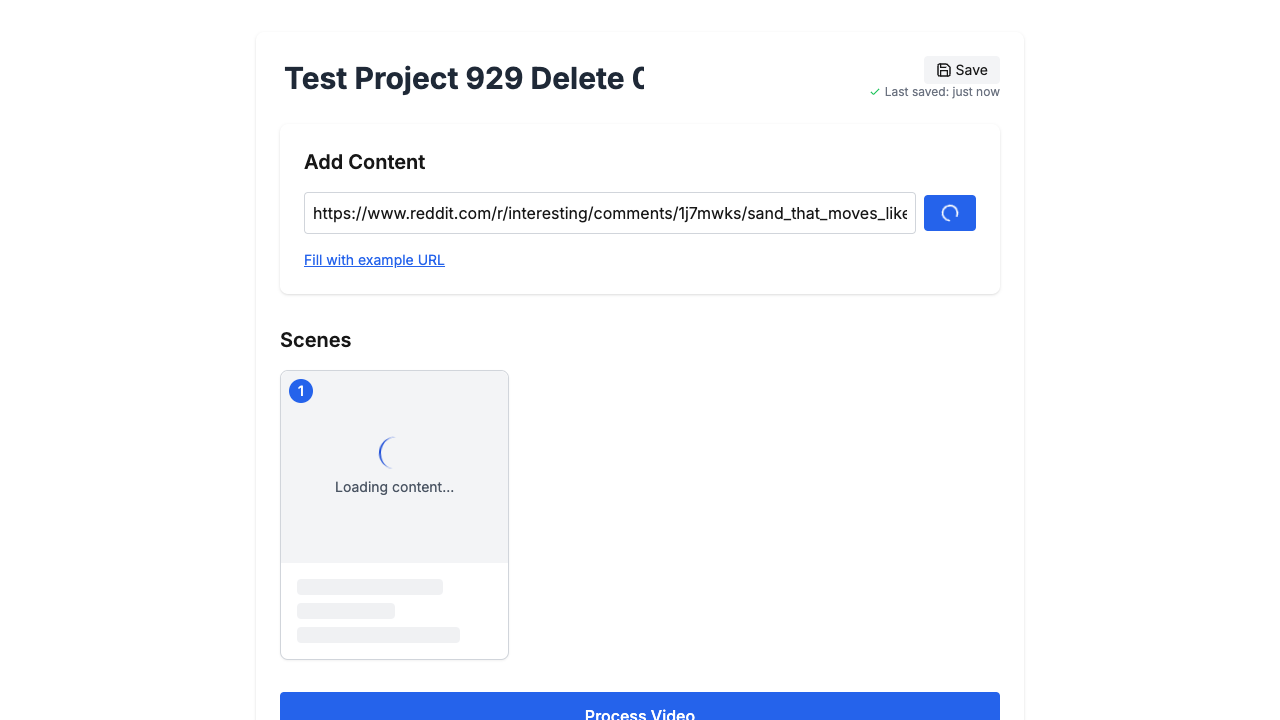 Test Project 929 Delete
Save
Last saved: just now
Add Content
https://www.reddit.com/r/interesting/comments/1j7mwks/sand_that_moves_like
Fill with example URL
Scenes
1
Loading content...
Process Video